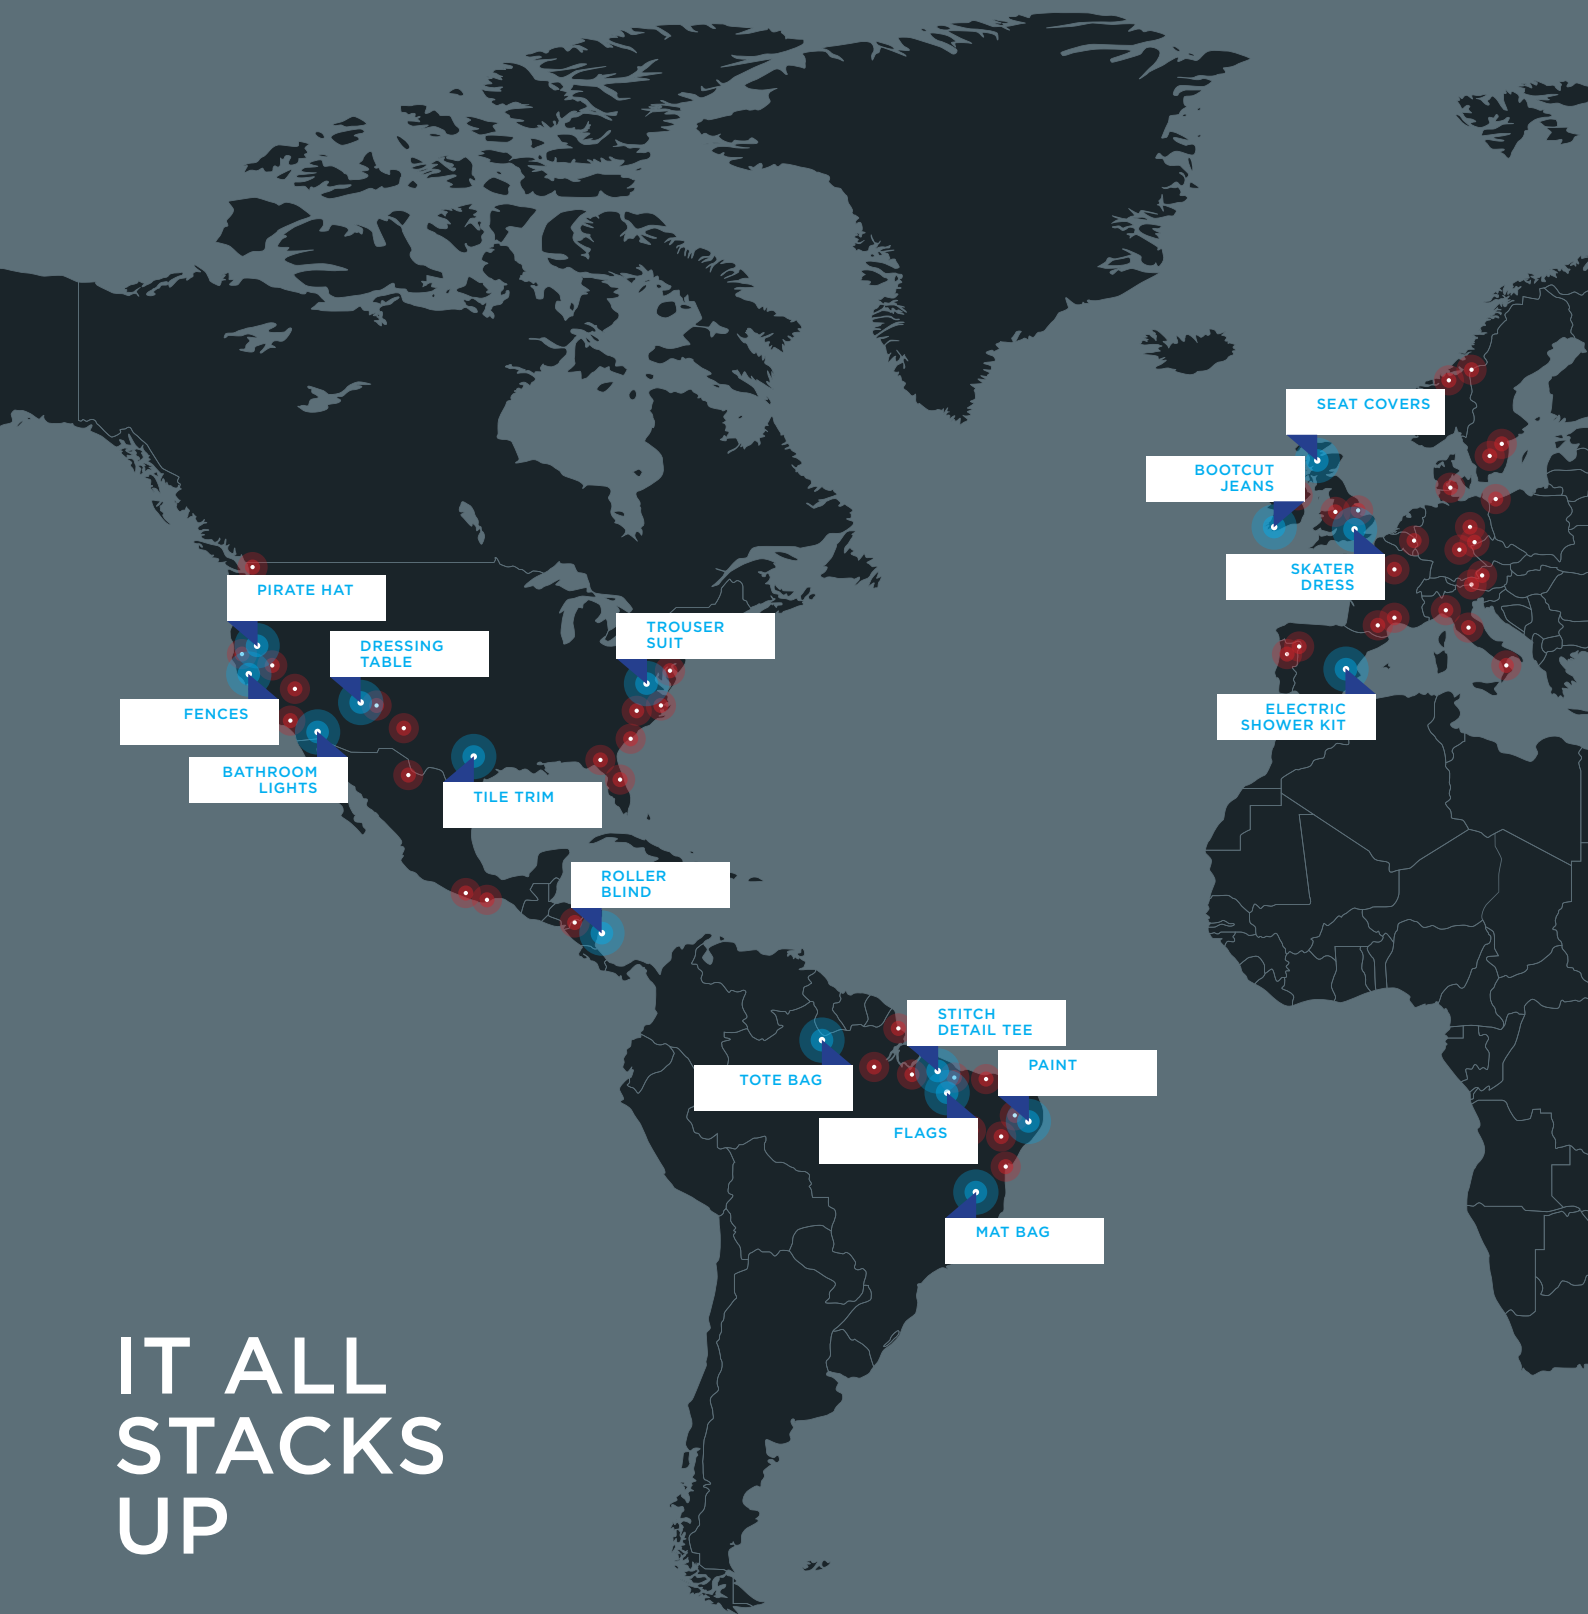 SEAT COVERS
BOOTCUT
JEANS
SKATER
DRESS
PIRATE HAT
TROUSER
SUIT
DRESSING
TABLE
FENCES
ELECTRIC
SHOWER KIT
BATHROOM
LIGHTS
TILE TRIM
ROLLER
BLIND
STITCH
DETAIL TEE
PAINT
TOTE BAG
FLAGS
MAT BAG
IT ALL
STACKS
UP